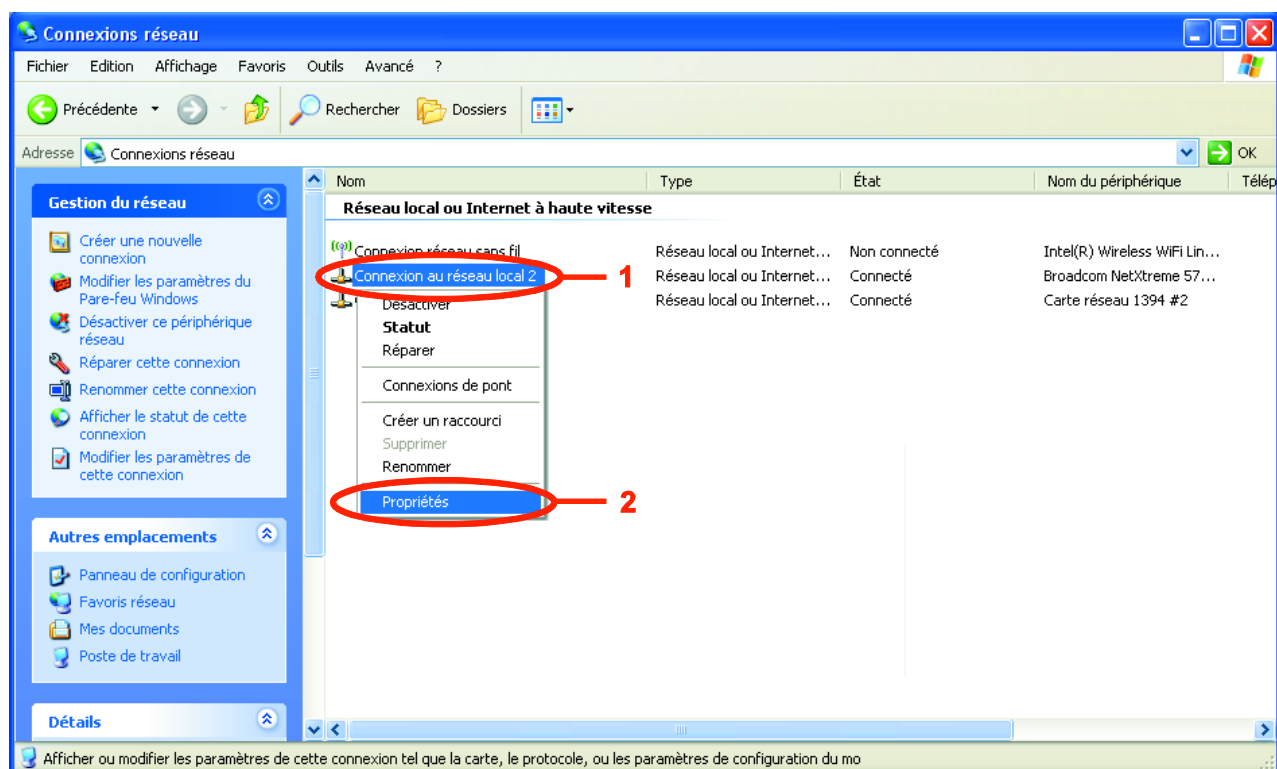 Connexions réseau
Fichier Edition Affichage Favoris Outils Avancé ?
Précédente Rechercher Dossiers
Adresse Connexions réseau OK
Nom Type État Nom du périphérique Télép
Réseau local ou Internet à haute vitesse
Connexion réseau sans fil Réseau local ou Internet... Non connecté Intel(R) Wireless WiFi Lin...
Connexion au réseau local 2 Réseau local ou Internet... Connecté Broadcom NetXtreme 57...
Réseau local ou Internet... Connecté Carte réseau 1394 #2
1
Désactiver
Statut
Réparer
Connexions de pont
Créer un raccourci
Supprimer
Renommer
Propriétés
2
Gestion du réseau
Créer une nouvelle
connexion
Modifier les paramètres du
Pare-feu Windows
Désactiver ce périphérique
réseau
Réparer cette connexion
Renommer cette connexion
Afficher le statut de cette
connexion
Modifier les paramètres de
cette connexion
Autres emplacements
Panneau de configuration
Favoris réseau
Mes documents
Poste de travail
Détails
Afficher ou modifier les paramètres de cette connexion tel que la carte, le protocole, ou les paramètres de configuration du mo